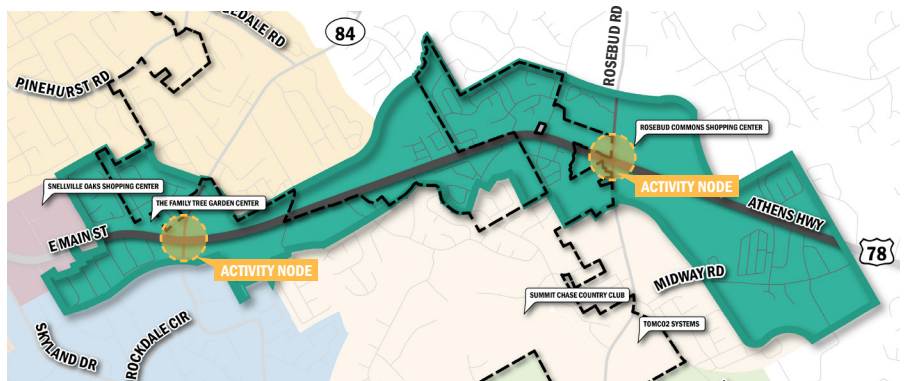 EDALE RD
84
ROSEBUD RD
PINEHURST RD
ROSEBUD COMMONS SHOPPING CENTER
SNELLVILLE OAKS SHOPPING CENTER
ACTIVITY NODE
THE FAMILY TREE GARDEN CENTER
ATHENS HWY
E MAIN ST
78
ACTIVITY NODE
MIDWAY RD
SUMMIT CHASE COUNTRY CLUB
TOMCO2 SYSTEMS
SKYLAND DR
ROCKDALE CIR